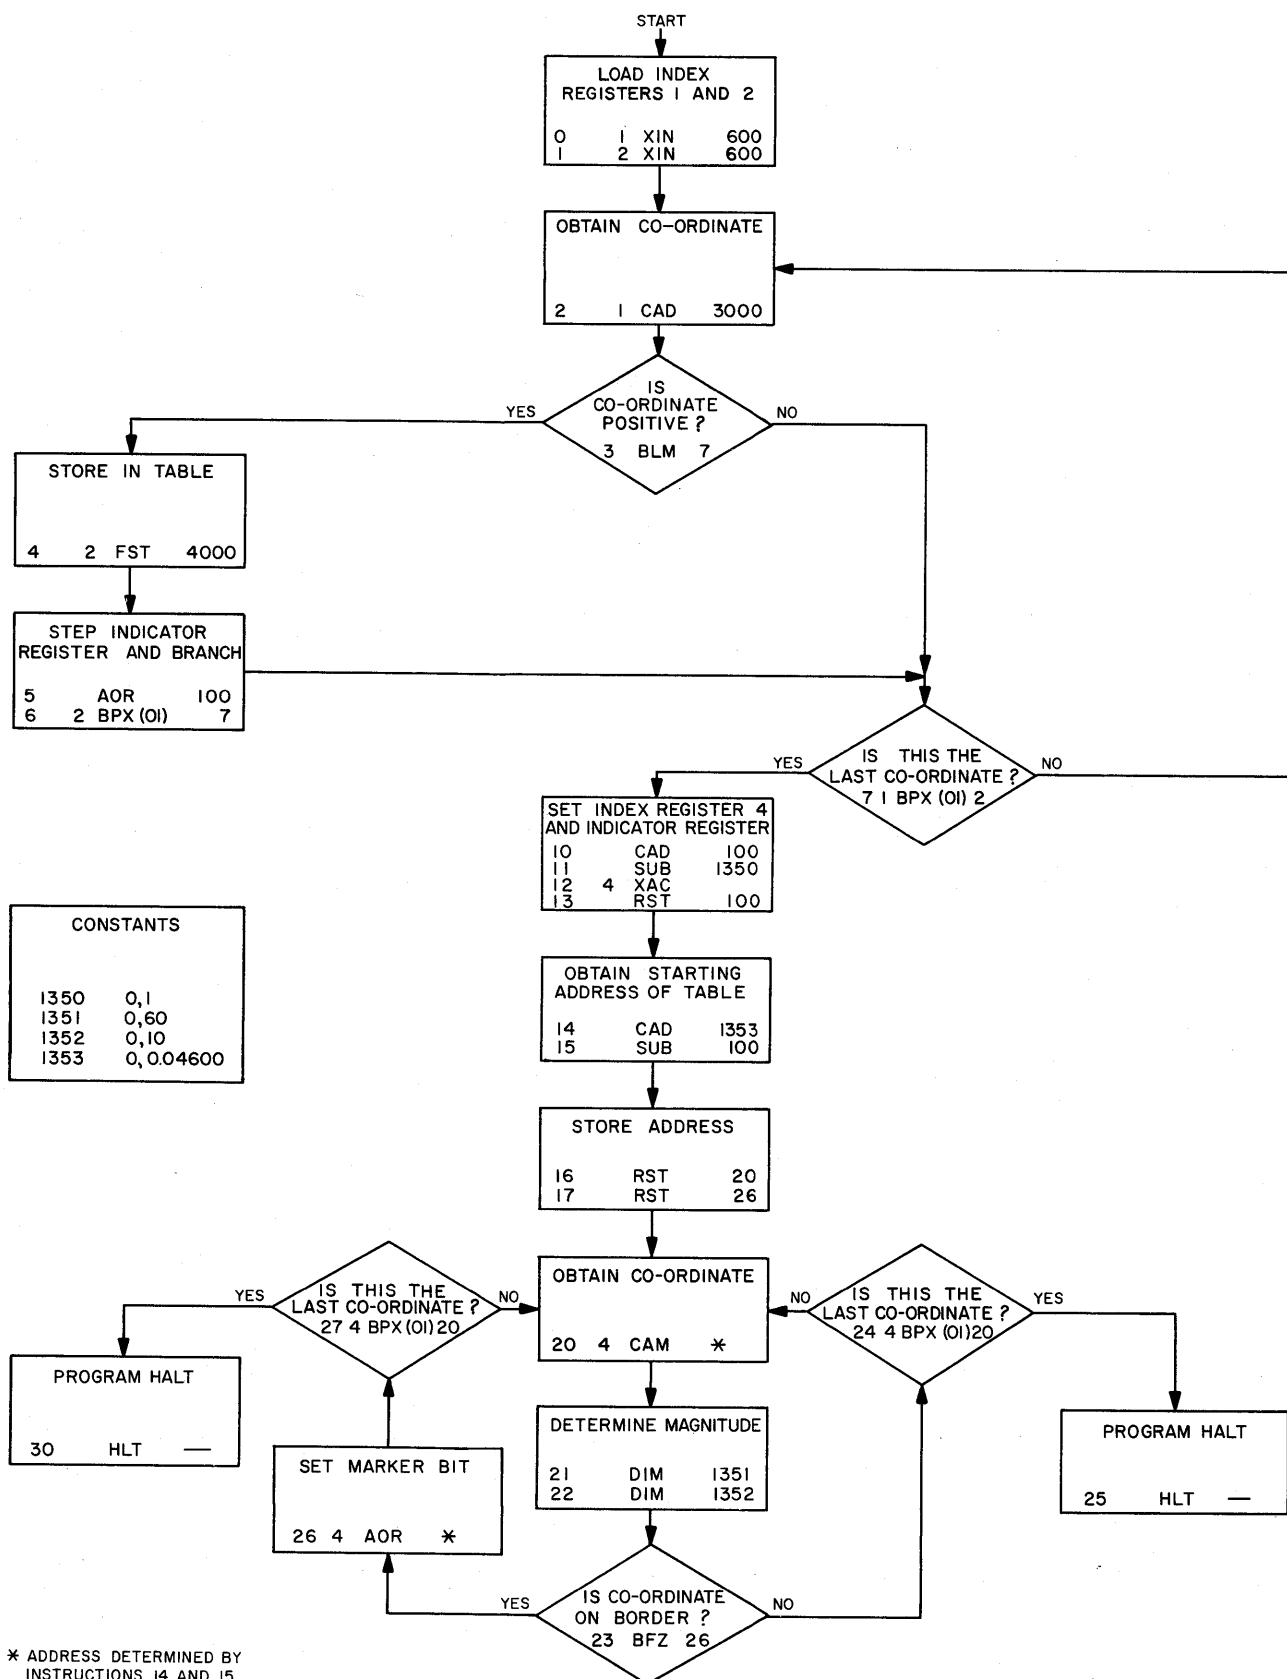 START
LOAD INDEX
REGISTERS 1 AND 2
0 1 XIN 600
1 2 XIN 600
OBTAIN CO-ORDINATE
2 1 CAD 3000
IS
CO-ORDINATE
POSITIVE ?
3 BLM 7
YES
NO
STORE IN TABLE
4 2 FST 4000
STEP INDICATOR
REGISTER AND BRANCH
5 AOR 100
6 2 BPX (01) 7
IS THIS THE
LAST CO-ORDINATE ?
7 1 BPX (01) 2
YES
NO
SET INDEX REGISTER 4
AND INDICATOR REGISTER
10 CAD 100
11 SUB 1350
12 4 XAC
13 RST 100
CONSTANTS
1350 0,1
1351 0,60
1352 0,10
1353 0,0.04600
OBTAIN STARTING
ADDRESS OF TABLE
14 CAD 1353
15 SUB 100
STORE ADDRESS
16 RST 20
17 RST 26
OBTAIN CO-ORDINATE
20 4 CAM *
IS THIS THE
LAST CO-ORDINATE ?
27 4 BPX (01) 20
YES
NO
IS THIS THE
LAST CO-ORDINATE ?
24 4 BPX (01) 20
NO
YES
PROGRAM HALT
30 HLT —
DETERMINE MAGNITUDE
21 DIM 1351
22 DIM 1352
PROGRAM HALT
25 HLT —
SET MARKER BIT
26 4 AOR *
IS CO-ORDINATE
ON BORDER ?
23 BFZ 26
YES
NO
* ADDRESS DETERMINED BY
INSTRUCTIONS 14 AND 15